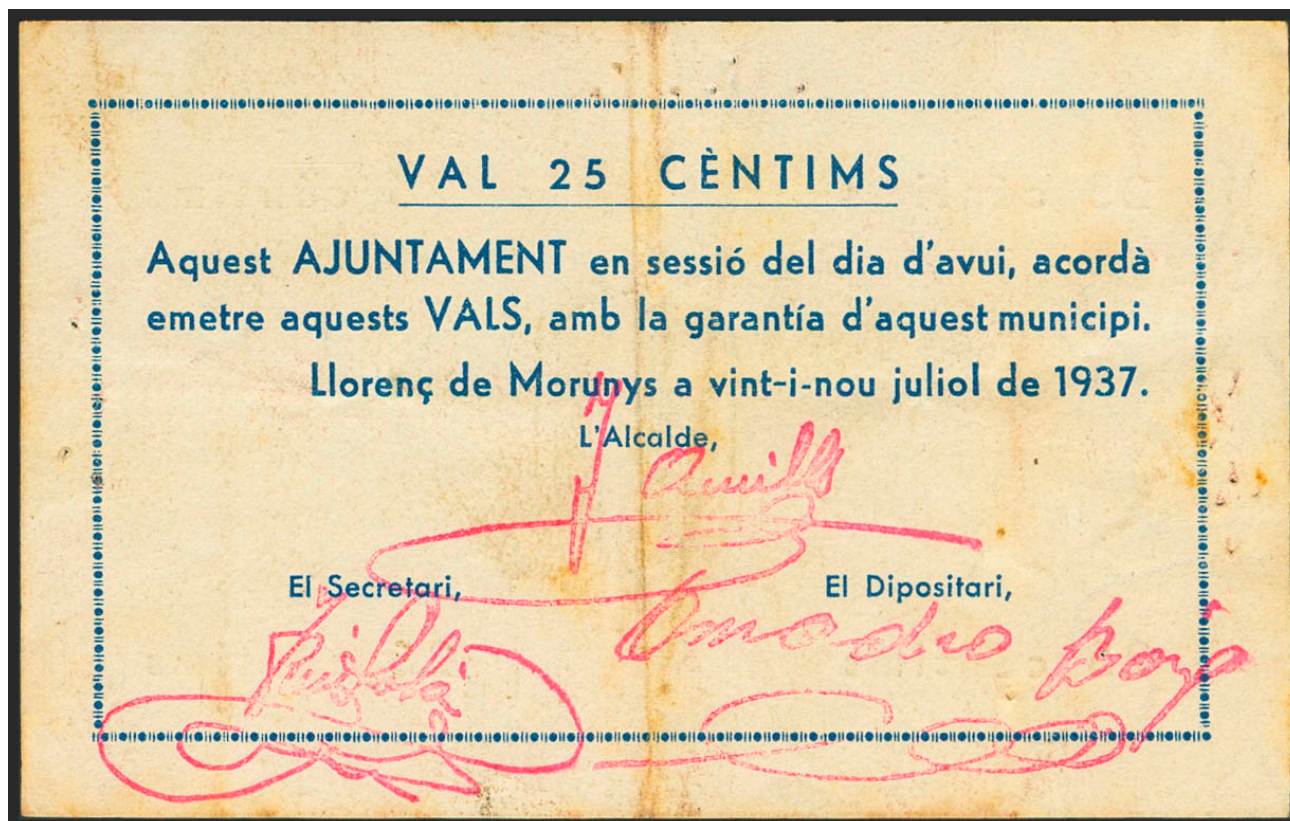 VAL 25 CÈNTIMS
Aquest AJUNTAMENT en sessió del dia d'avui, acordà
emetre aquests VALS, amb la garantía d'aquest municipi.
Llorenç de Morunys a vint-i-nou juliol de 1937.
L'Alcalde,
El Secretari, El Dipositari,